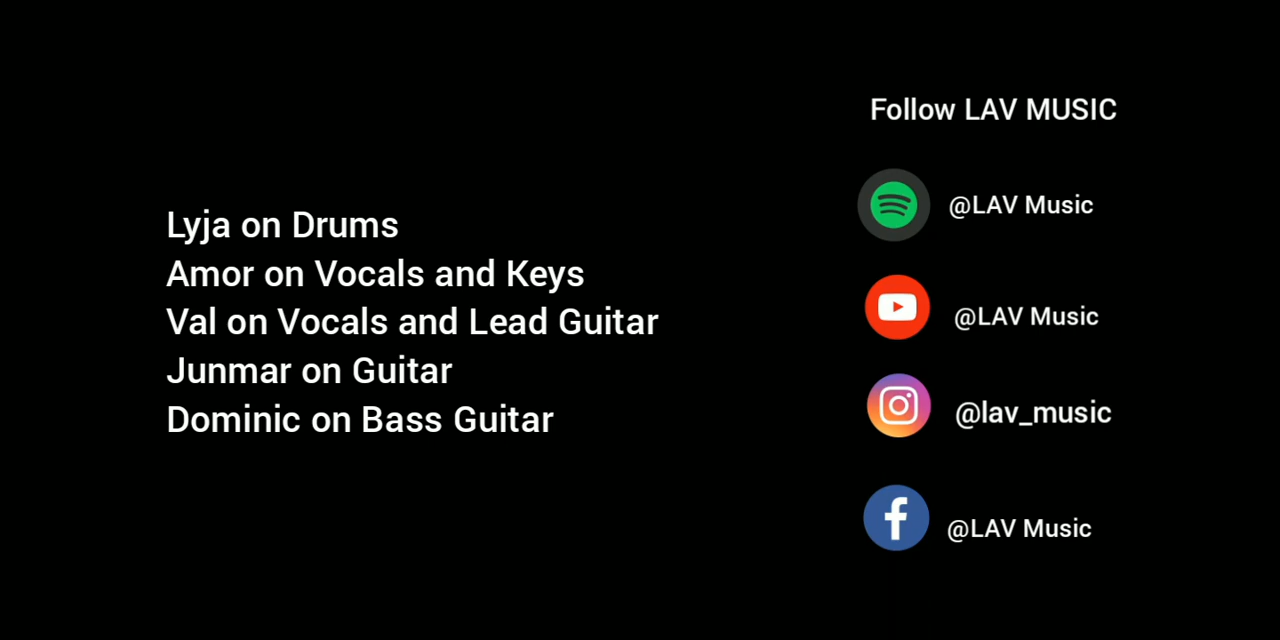 Lyja on Drums
Amor on Vocals and Keys
Val on Vocals and Lead Guitar
Junmar on Guitar
Dominic on Bass Guitar
Follow LAV MUSIC
@LAV Music
@LAV Music
@lav_music
@LAV Music